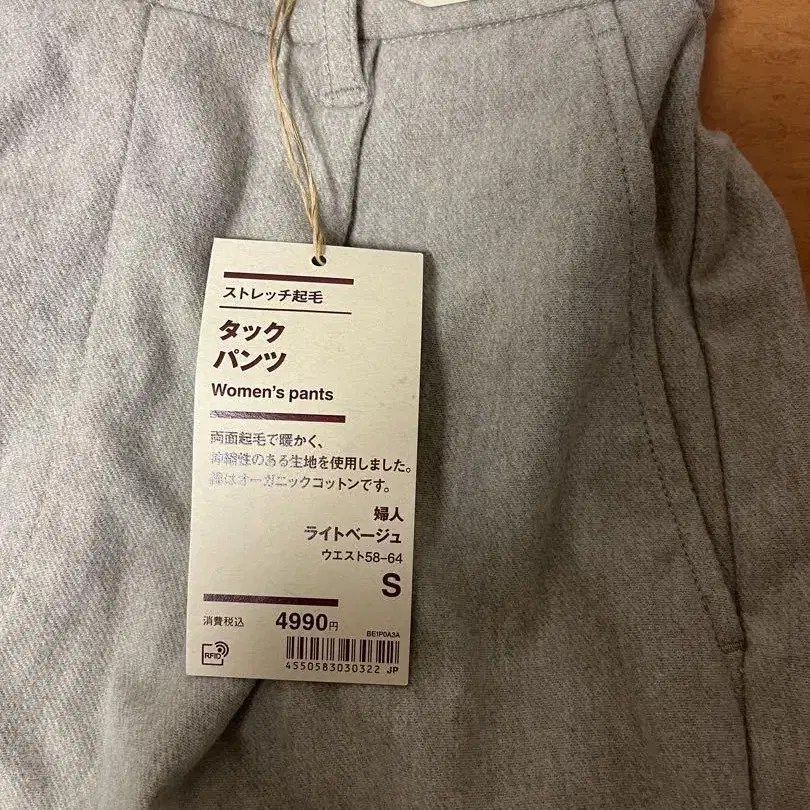 ストレッチ起毛
タック
パンツ
Women's pants
両面起毛で暖かく、
伸縮性のある生地を使用しました。
綿はオーガニックコットンです。
婦人
ライトベージュ
ウエスト58-64
S
消費税込 4990円
BE1P0A3A
RFID
4550583030322 JP